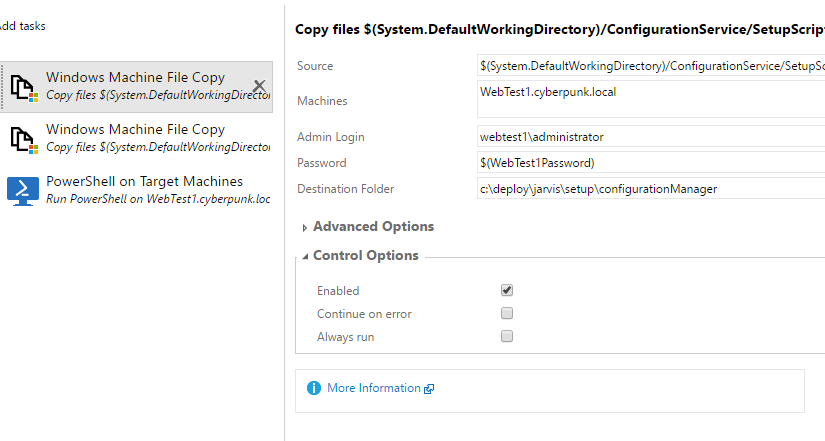 Add tasks
Windows Machine File Copy
Copy files $(System.DefaultWorkingDirector
Windows Machine File Copy
Copy files $(System.DefaultWorkingDirector
PowerShell on Target Machines
Run PowerShell on WebTest1.cyberpunk.loc
Copy files $(System.DefaultWorkingDirectory)/ConfigurationService/SetupScript
Source $(System.DefaultWorkingDirectory)/ConfigurationService/SetupSc
Machines WebTest1.cyberpunk.local
Admin Login webtest1\administrator
Password $(WebTest1Password)
Destination Folder c:\deploy\jarvis\setup\configurationManager
Advanced Options
Control Options
Enabled
Continue on error
Always run
More Information